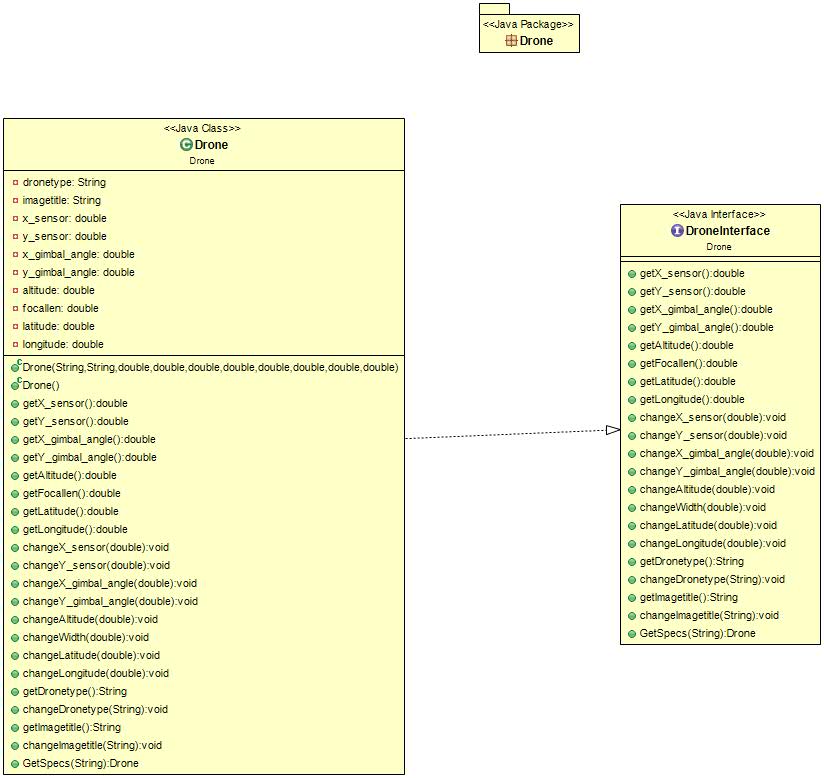 <<Java Package>>
Drone
<<Java Class>>
Drone
Drone
dronetype: String
imagetitle: String
x_sensor: double
y_sensor: double
x_gimbal_angle: double
y_gimbal_angle: double
altitude: double
focallen: double
latitude: double
longitude: double
Drone(String,String,double,double,double,double,double,double,double,double)
Drone()
getX_sensor():double
getY_sensor():double
getX_gimbal_angle():double
getY_gimbal_angle():double
getAltitude():double
getFocallen():double
getLatitude():double
getLongitude():double
changeX_sensor(double):void
changeY_sensor(double):void
changeX_gimbal_angle(double):void
changeY_gimbal_angle(double):void
changeAltitude(double):void
changeWidth(double):void
changeLatitude(double):void
changeLongitude(double):void
getDronetype():String
changeDronetype(String):void
getImagetitle():String
changeImagetitle(String):void
GetSpecs(String):Drone
<<Java Interface>>
DroneInterface
Drone
getX_sensor():double
getY_sensor():double
getX_gimbal_angle():double
getY_gimbal_angle():double
getAltitude():double
getFocallen():double
getLatitude():double
getLongitude():double
changeX_sensor(double):void
changeY_sensor(double):void
changeX_gimbal_angle(double):void
changeY_gimbal_angle(double):void
changeAltitude(double):void
changeWidth(double):void
changeLatitude(double):void
changeLongitude(double):void
getDronetype():String
changeDronetype(String):void
getImagetitle():String
changeImagetitle(String):void
GetSpecs(String):Drone